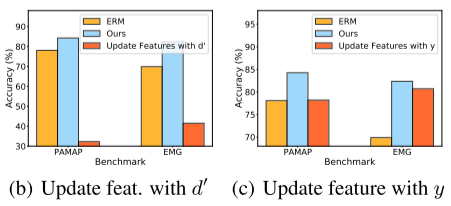 ERM
Ours
Update Features with d'
Accuracy (%)
90
80
70
60
50
40
30
PAMAP
EMG
Benchmark
(b) Update feat. with d′
ERM
Ours
Update Features with y
Accuracy (%)
95
90
85
80
75
70
PAMAP
EMG
Benchmark
(c) Update feature with y